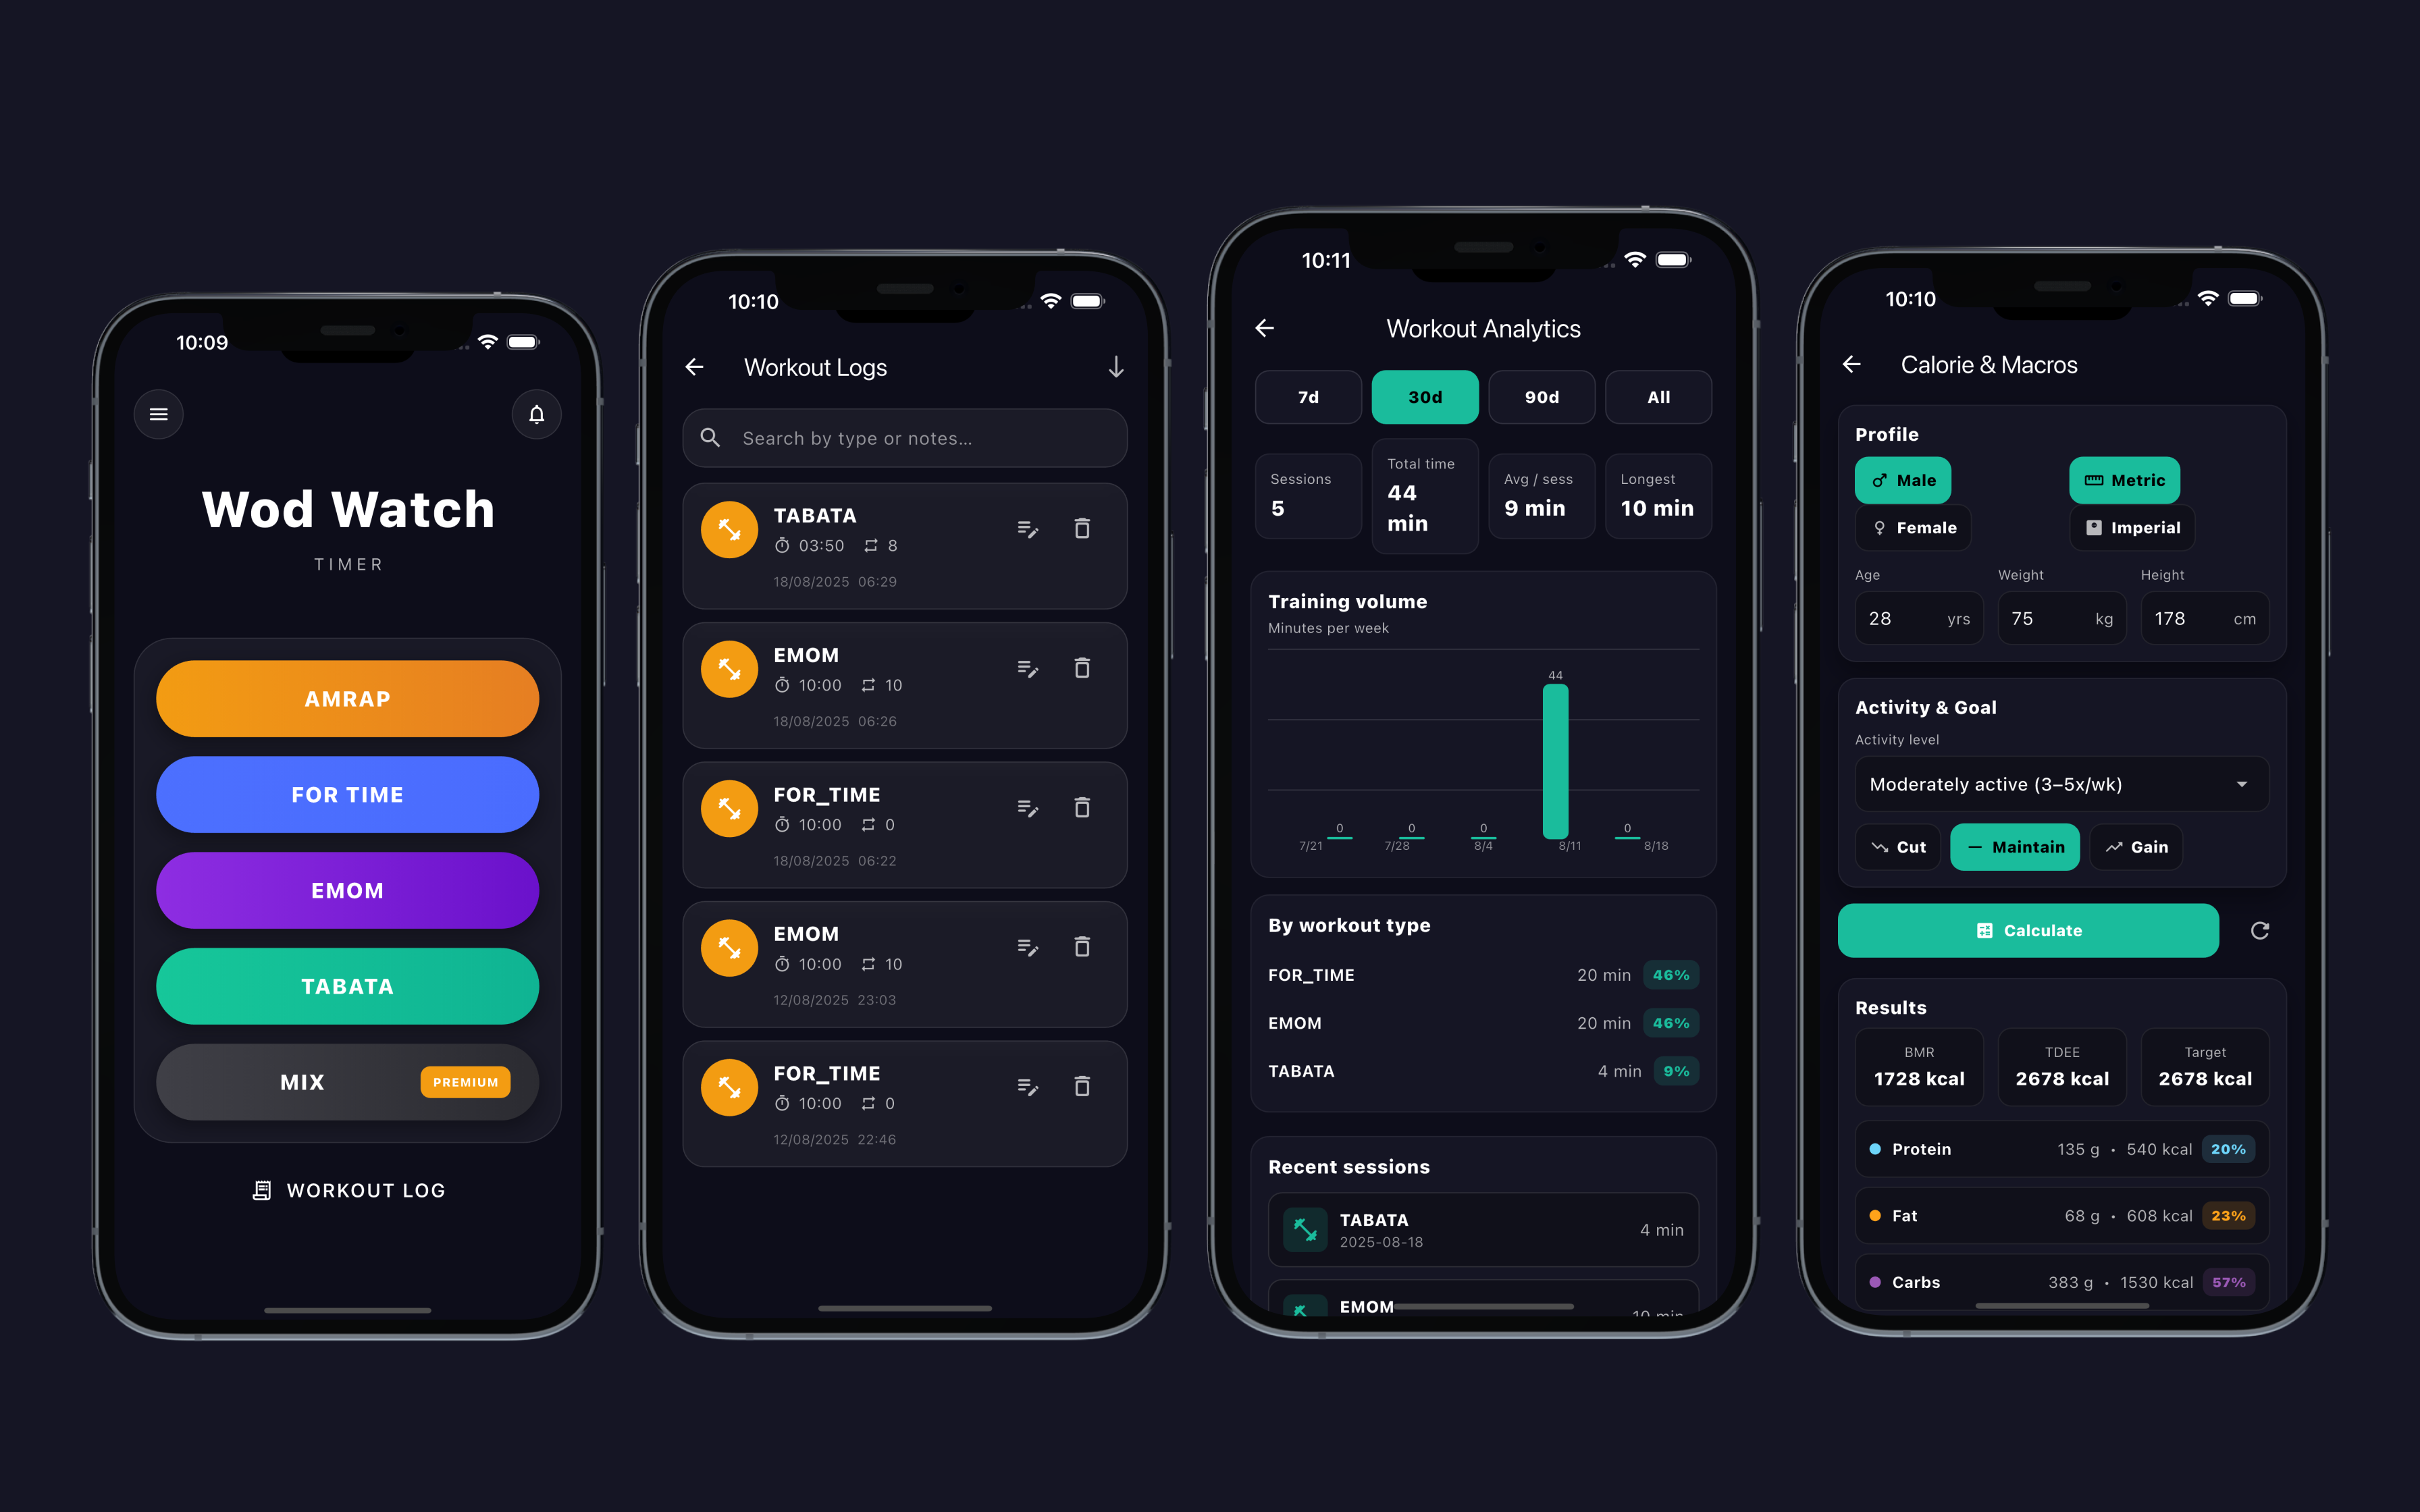 10:09
Wod Watch
TIMER
AMRAP
FOR TIME
EMOM
TABATA
MIX PREMIUM
WORKOUT LOG
10:10
Workout Logs
Search by type or notes...
TABATA
03:50 8
18/08/2025 06:29
EMOM
10:00 10
18/08/2025 06:26
FOR_TIME
10:00 0
18/08/2025 06:22
EMOM
10:00 10
12/08/2025 23:03
FOR_TIME
10:00 0
12/08/2025 22:46
10:11
Workout Analytics
7d 30d 90d All
Sessions
5
Total time
44
min
Avg / sess
9 min
Longest
10 min
Training volume
Minutes per week
44
0 0 0 0
7/21 7/28 8/4 8/11 8/18
By workout type
FOR_TIME 20 min 46%
EMOM 20 min 46%
TABATA 4 min 9%
Recent sessions
TABATA
2025-08-18
4 min
EMOM
10 min
10:10
Calorie & Macros
Profile
Male Metric
Female Imperial
Age Weight Height
28 yrs 75 kg 178 cm
Activity & Goal
Activity level
Moderately active (3–5x/wk)
Cut Maintain Gain
Calculate
Results
BMR TDEE Target
1728 kcal 2678 kcal 2678 kcal
Protein 135 g • 540 kcal 20%
Fat 68 g • 608 kcal 23%
Carbs 383 g • 1530 kcal 57%